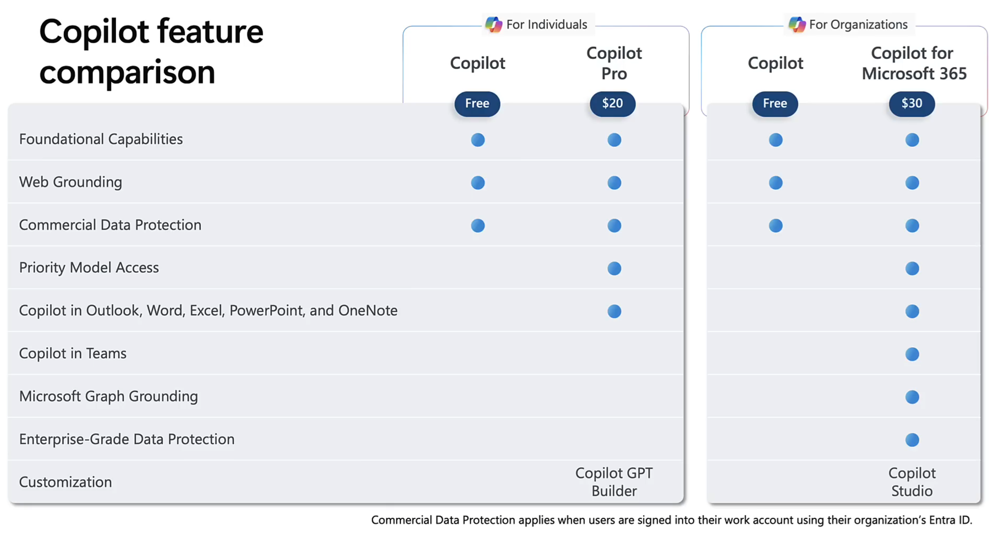 Copilot feature
comparison
For Individuals
For Organizations
Copilot
Copilot
Pro
Copilot
Copilot for
Microsoft 365
Free
$20
Free
$30
Foundational Capabilities
Web Grounding
Commercial Data Protection
Priority Model Access
Copilot in Outlook, Word, Excel, PowerPoint, and OneNote
Copilot in Teams
Microsoft Graph Grounding
Enterprise-Grade Data Protection
Customization
Copilot GPT
Builder
Copilot
Studio
Commercial Data Protection applies when users are signed into their work account using their organization’s Entra ID.